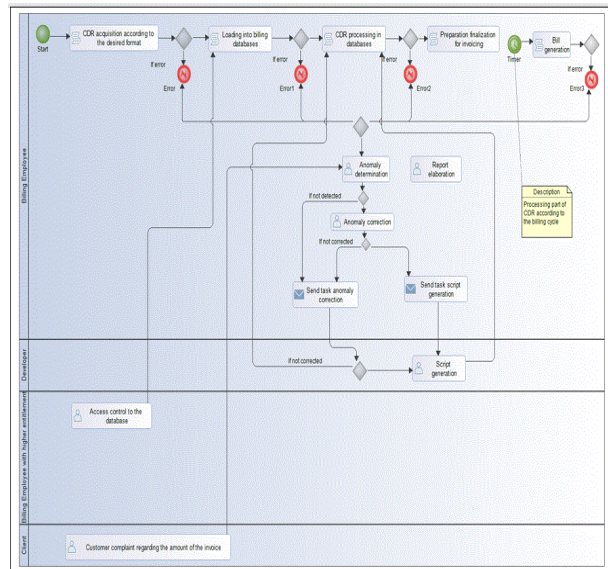 Start
CDR acquisition according to
the desired format
Loading into billing
databases
CDR processing in
databases
Preparation finalization
for invoicing
Timer
Bill
generation
If error
Error
If error
Error1
If error
Error2
If error
Error3
Billing Employee
Anomaly
determination
Report
elaboration
Description
Processing part of
CDR according to
the billing cycle
If not detected
Anomaly correction
If not corrected
Send task anomaly
correction
Send task script
generation
Developer
If not corrected
Script
generation
Billing Employee with higher entitlement
Access control to the
database
Client
Customer complaint regarding the amount of the invoice